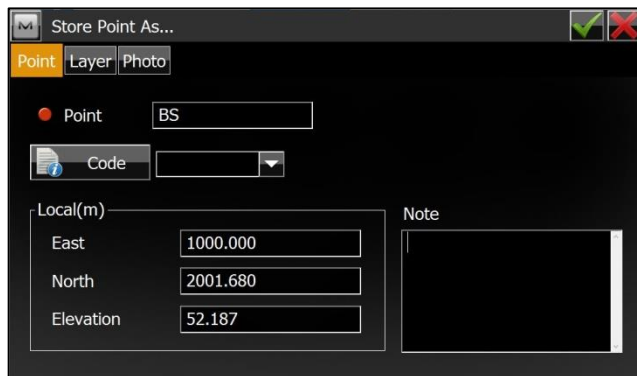 Store Point As...
Point Layer Photo
Point BS
Code
Local(m)
East 1000.000
North 2001.680
Elevation 52.187
Note